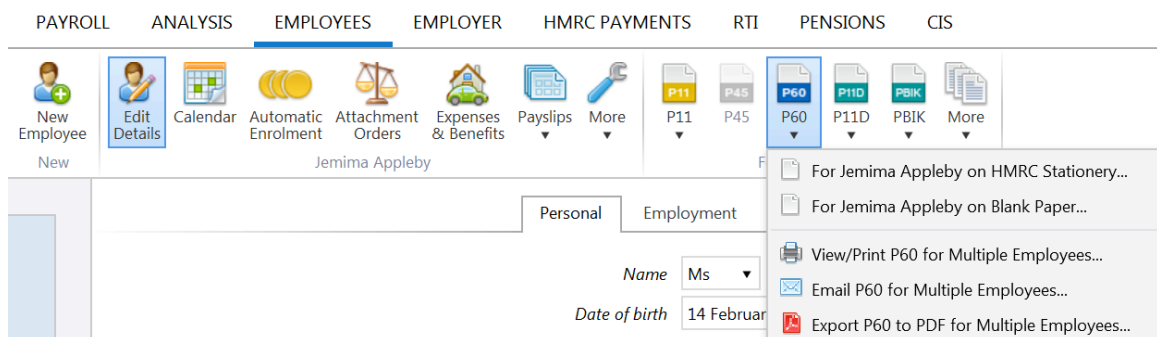 PAYROLL ANALYSIS EMPLOYEES EMPLOYER HMRC PAYMENTS RTI PENSIONS CIS
P11 P45 P60 P11D PBIK
New Edit Calendar Automatic Attachment Expenses Payslips More P11 P45 P60 P11D PBIK More
Employee Details Enrolment Orders & Benefits
New Jemima Appleby F
For Jemima Appleby on HMRC Stationery...
For Jemima Appleby on Blank Paper...
Personal Employment
View/Print P60 for Multiple Employees...
Name Ms
Email P60 for Multiple Employees...
Date of birth 14 Februar
Export P60 to PDF for Multiple Employees...